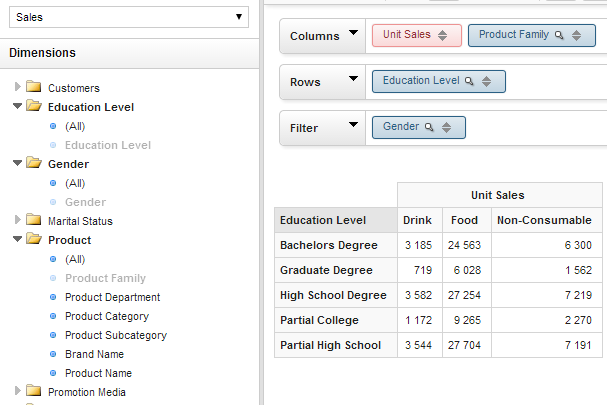 Sales
Dimensions
Customers
Education Level
(All)
Education Level
Gender
(All)
Gender
Marital Status
Product
(All)
Product Family
Product Department
Product Category
Product Subcategory
Brand Name
Product Name
Promotion Media
Columns Unit Sales Product Family
Rows Education Level
Filter Gender
Unit Sales
Education Level Drink Food Non-Consumable
Bachelors Degree 3 185 24 563 6 300
Graduate Degree 719 6 028 1 562
High School Degree 3 582 27 254 7 219
Partial College 1 172 9 265 2 270
Partial High School 3 544 27 704 7 191